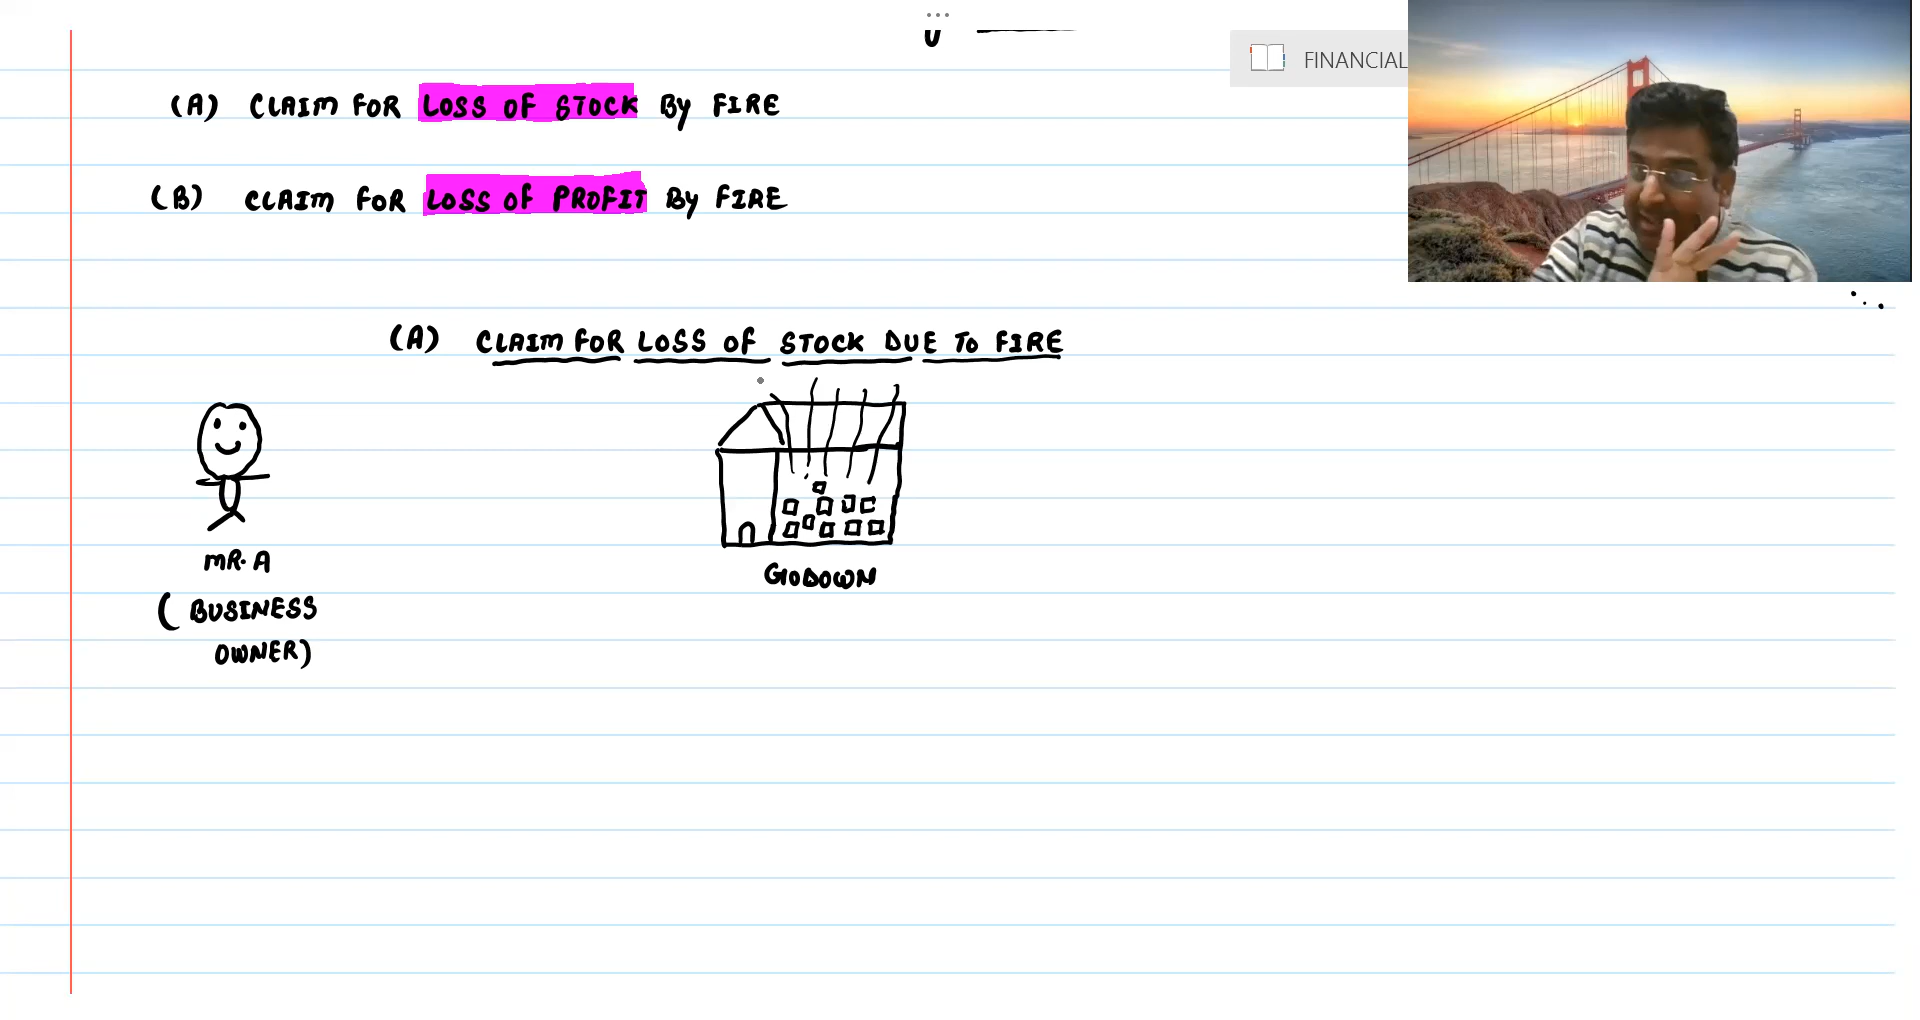 FINANCIAL
(A) CLAIM FOR LOSS OF STOCK By FIRE
(B) CLAIM FOR LOSS OF PROFIT By FIRE
(A) CLAIM FOR LOSS OF STOCK DUE TO FIRE
MR. A
(BUSINESS
OWNER)
GODOWN